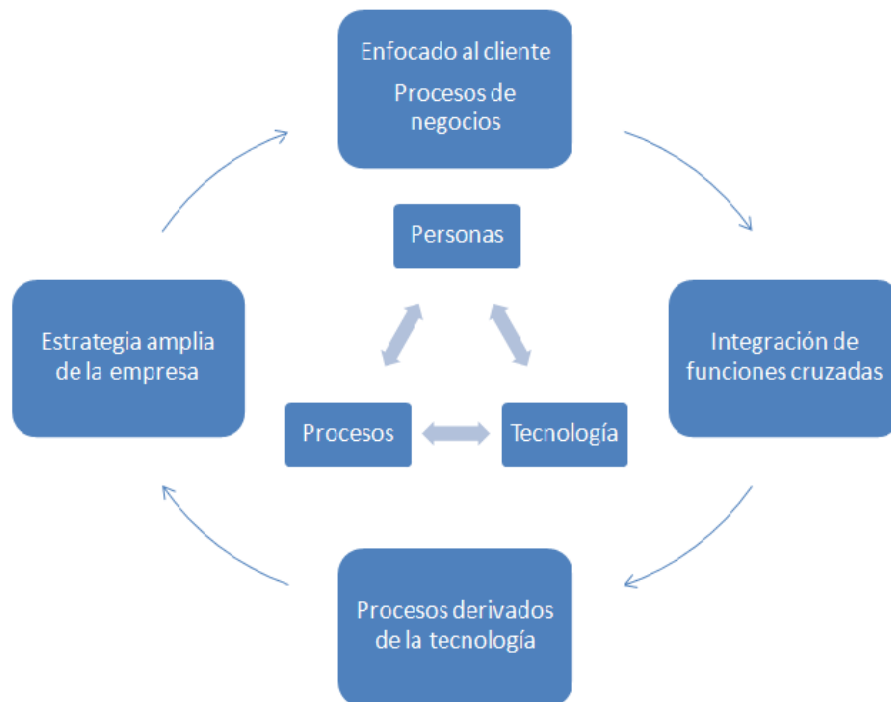 Enfocado al cliente
Procesos de
negocios
Personas
Estrategia amplia
de la empresa
Integración de
funciones cruzadas
Procesos
Tecnología
Procesos derivados
de la tecnología